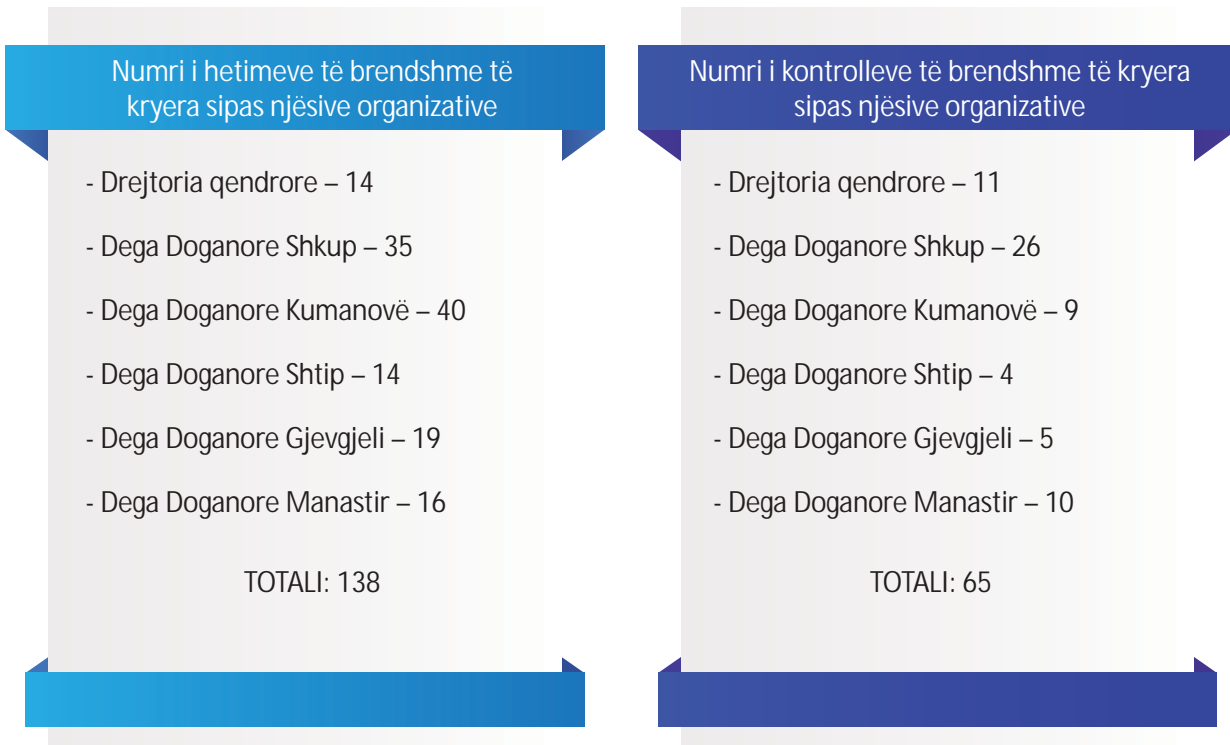 Numri i hetimeve të brendshme të
kryera sipas njësive organizative
- Drejtoria qendrore – 14
- Dega Doganore Shkup – 35
- Dega Doganore Kumanovë – 40
- Dega Doganore Shtip – 14
- Dega Doganore Gjevgjeli – 19
- Dega Doganore Manastir – 16
TOTALI: 138
Numri i kontrolleve të brendshme të kryera
sipas njësive organizative
- Drejtoria qendrore – 11
- Dega Doganore Shkup – 26
- Dega Doganore Kumanovë – 9
- Dega Doganore Shtip – 4
- Dega Doganore Gjevgjeli – 5
- Dega Doganore Manastir – 10
TOTALI: 65